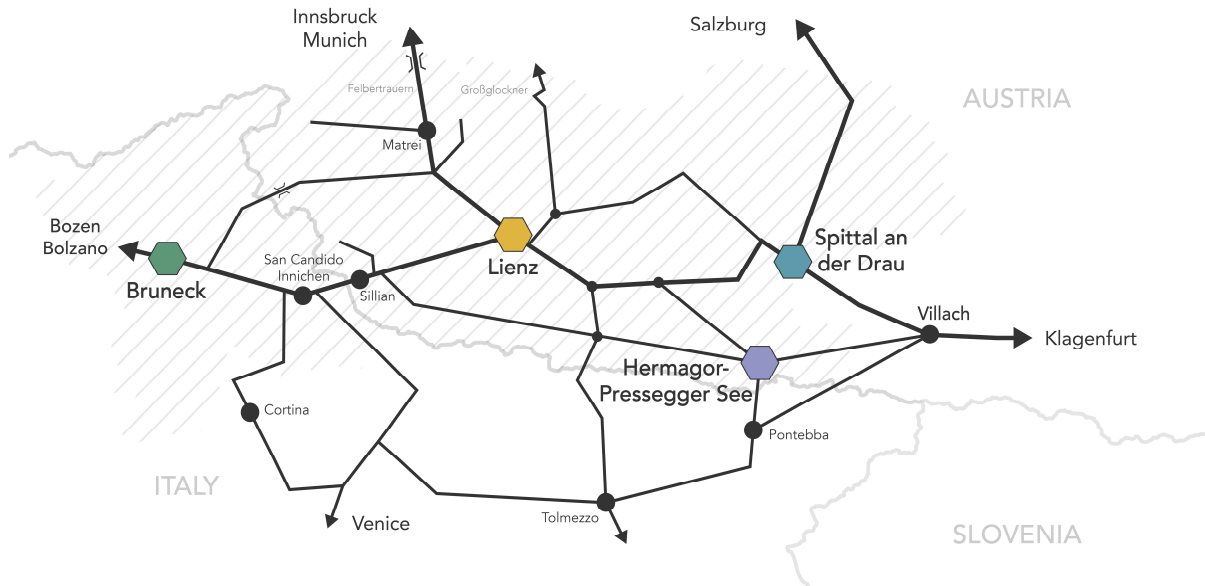 Innsbruck
Munich
Salzburg
Felbertauern
Großglockner
AUSTRIA
Matrei
Bozen
Bolzano
Bruneck
San Candido
Innichen
Sillian
Lienz
Spittal an
der Drau
Villach
Klagenfurt
Hermagor-
Pressegger See
Cortina
Pontebba
ITALY
Venice
Tolmezzo
SLOVENIA